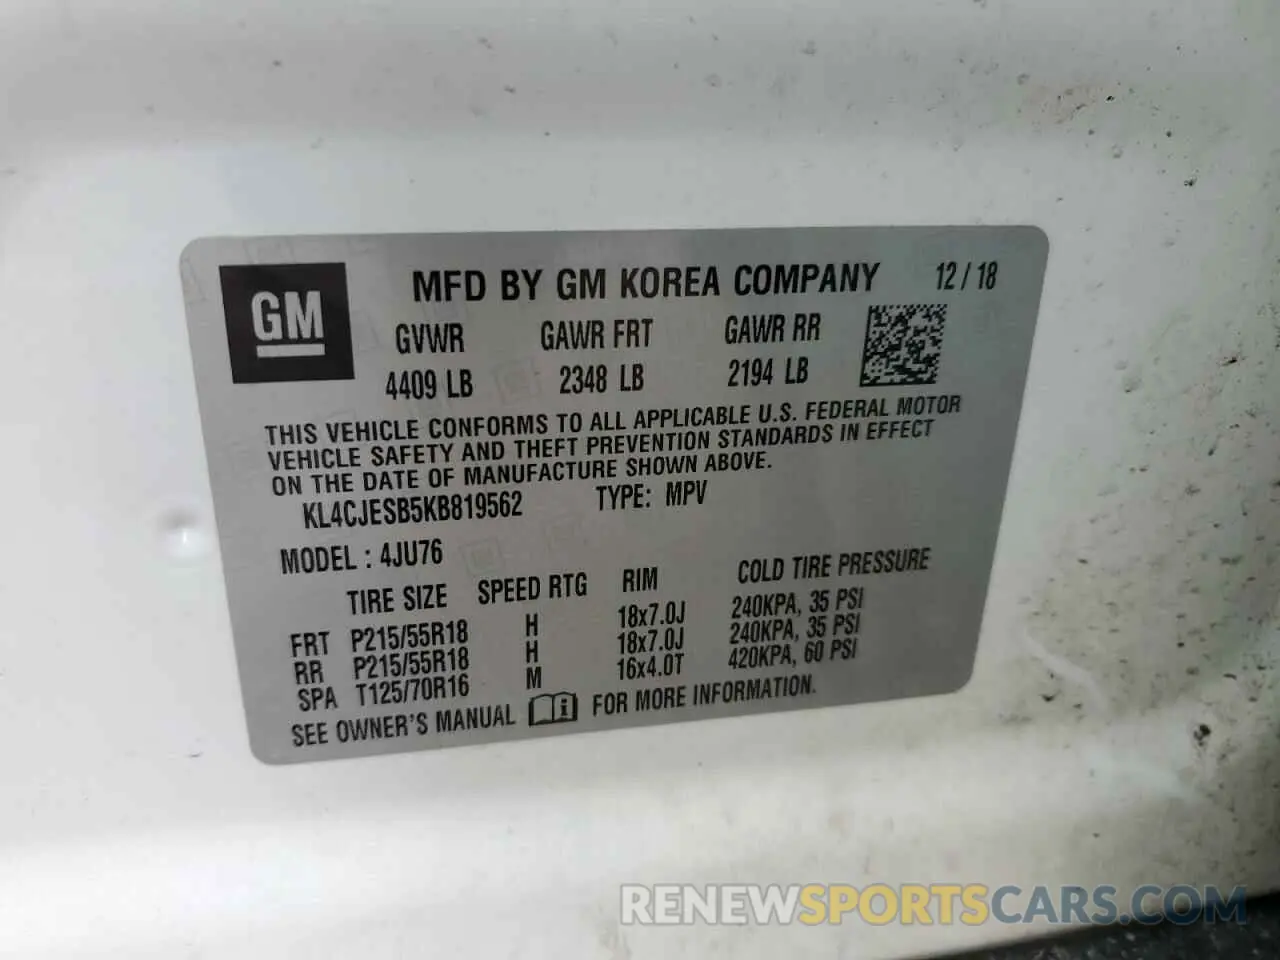 GM
MFD BY GM KOREA COMPANY 12/18
GVWR GAWR FRT GAWR RR
4409 LB 2348 LB 2194 LB
THIS VEHICLE CONFORMS TO ALL APPLICABLE U.S. FEDERAL MOTOR
VEHICLE SAFETY AND THEFT PREVENTION STANDARDS IN EFFECT
ON THE DATE OF MANUFACTURE SHOWN ABOVE.
KL4CJESB5KB819562 TYPE: MPV
MODEL : 4JU76
TIRE SIZE SPEED RTG RIM COLD TIRE PRESSURE
FRT P215/55R18 H 18x7.0J 240KPA, 35 PSI
RR P215/55R18 H 18x7.0J 240KPA, 35 PSI
SPA T125/70R16 M 16x4.0T 420KPA, 60 PSI
SEE OWNER'S MANUAL i FOR MORE INFORMATION.
RENEWSPORTSCARS.COM